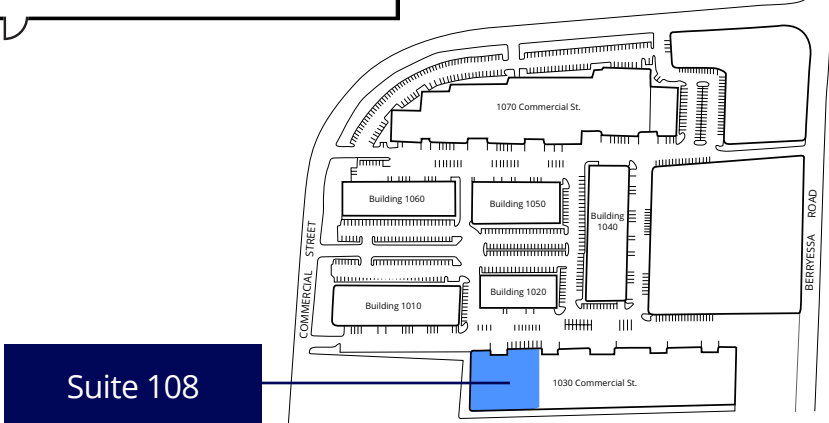 1070 Commercial St.
Building 1060
Building 1050
Building
1040
COMMERCIAL STREET
BERRYESSA ROAD
Building 1010
Building 1020
Suite 108
1030 Commercial St.